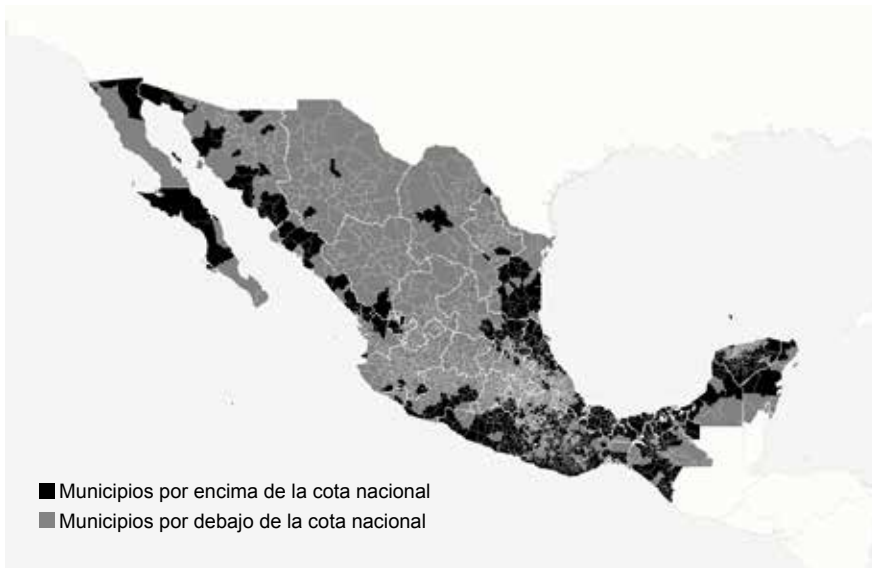 Municipios por encima de la cota nacional
Municipios por debajo de la cota nacional